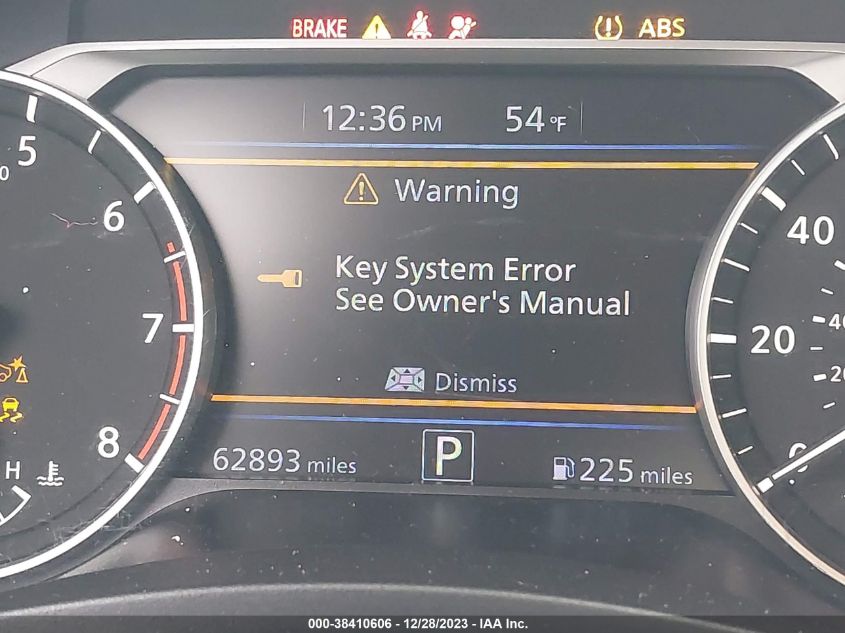 BRAKE ABS
12:36 PM 54 °F
5
Warning
6
40
Key System Error
See Owner's Manual
7
20
Dismiss
8
62893 miles P 225 miles
H
0
000-38410606 / 12/28/2023 - IAA Inc.